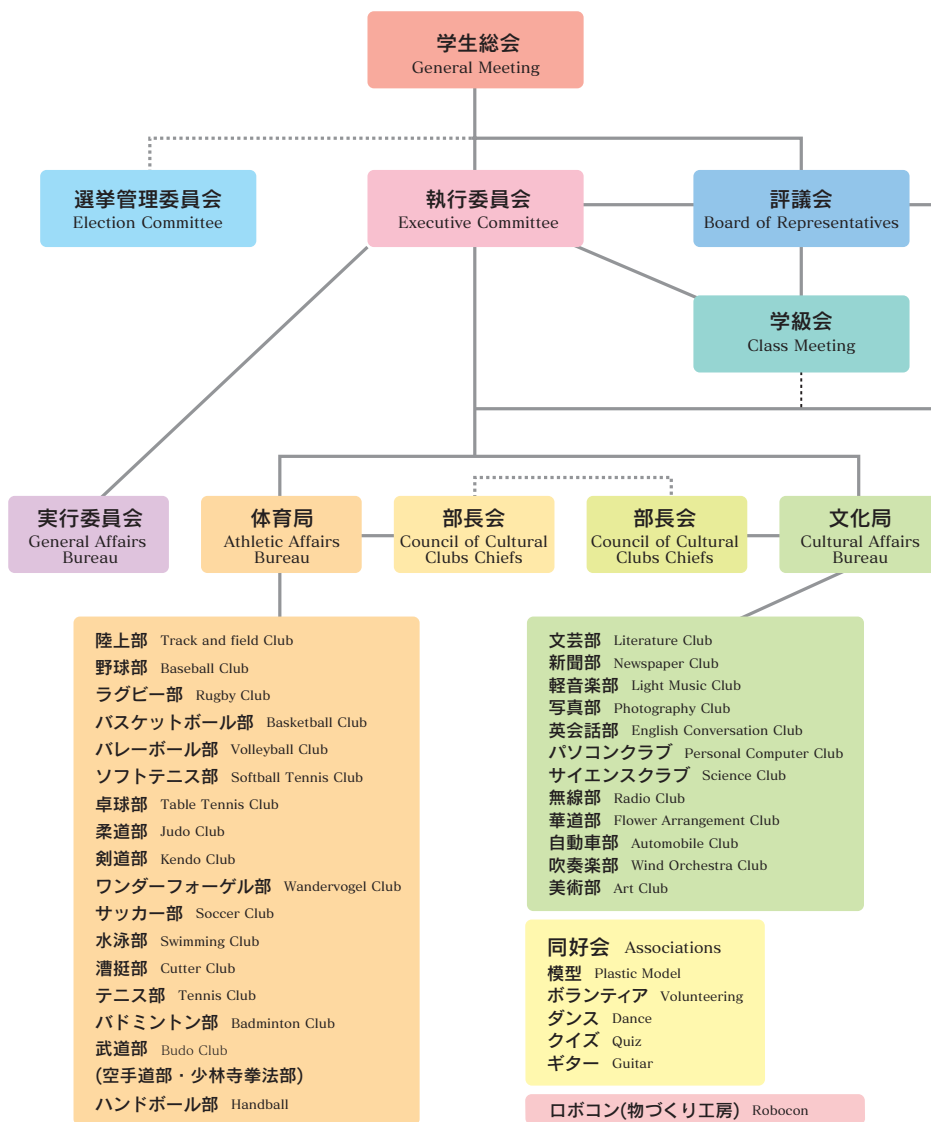 学生総会
General Meeting
選挙管理委員会
Election Committee
執行委員会
Executive Committee
評議会
Board of Representatives
学級会
Class Meeting
実行委員会
General Affairs
Bureau
体育局
Athletic Affairs
Bureau
部長会
Council of Cultural
Clubs Chiefs
部長会
Council of Cultural
Clubs Chiefs
文化局
Cultural Affairs
Bureau
陸上部 Track and field Club
野球部 Baseball Club
ラグビー部 Rugby Club
バスケットボール部 Basketball Club
バレーボール部 Volleyball Club
ソフトテニス部 Softball Tennis Club
卓球部 Table Tennis Club
柔道部 Judo Club
剣道部 Kendo Club
ワンダーフォーゲル部 Wandervogel Club
サッカー部 Soccer Club
水泳部 Swimming Club
漕挺部 Cutter Club
テニス部 Tennis Club
バドミントン部 Badminton Club
武道部 Budo Club
(空手道部・少林寺拳法部)
ハンドボール部 Handball
文芸部 Literature Club
新聞部 Newspaper Club
軽音楽部 Light Music Club
写真部 Photography Club
英会話部 English Conversation Club
パソコンクラブ Personal Computer Club
サイエンスクラブ Science Club
無線部 Radio Club
華道部 Flower Arrangement Club
自動車部 Automobile Club
吹奏楽部 Wind Orchestra Club
美術部 Art Club
同好会 Associations
模型 Plastic Model
ボランティア Volunteering
ダンス Dance
クイズ Quiz
ギター Guitar
ロボコン(物づくり工房) Robocon